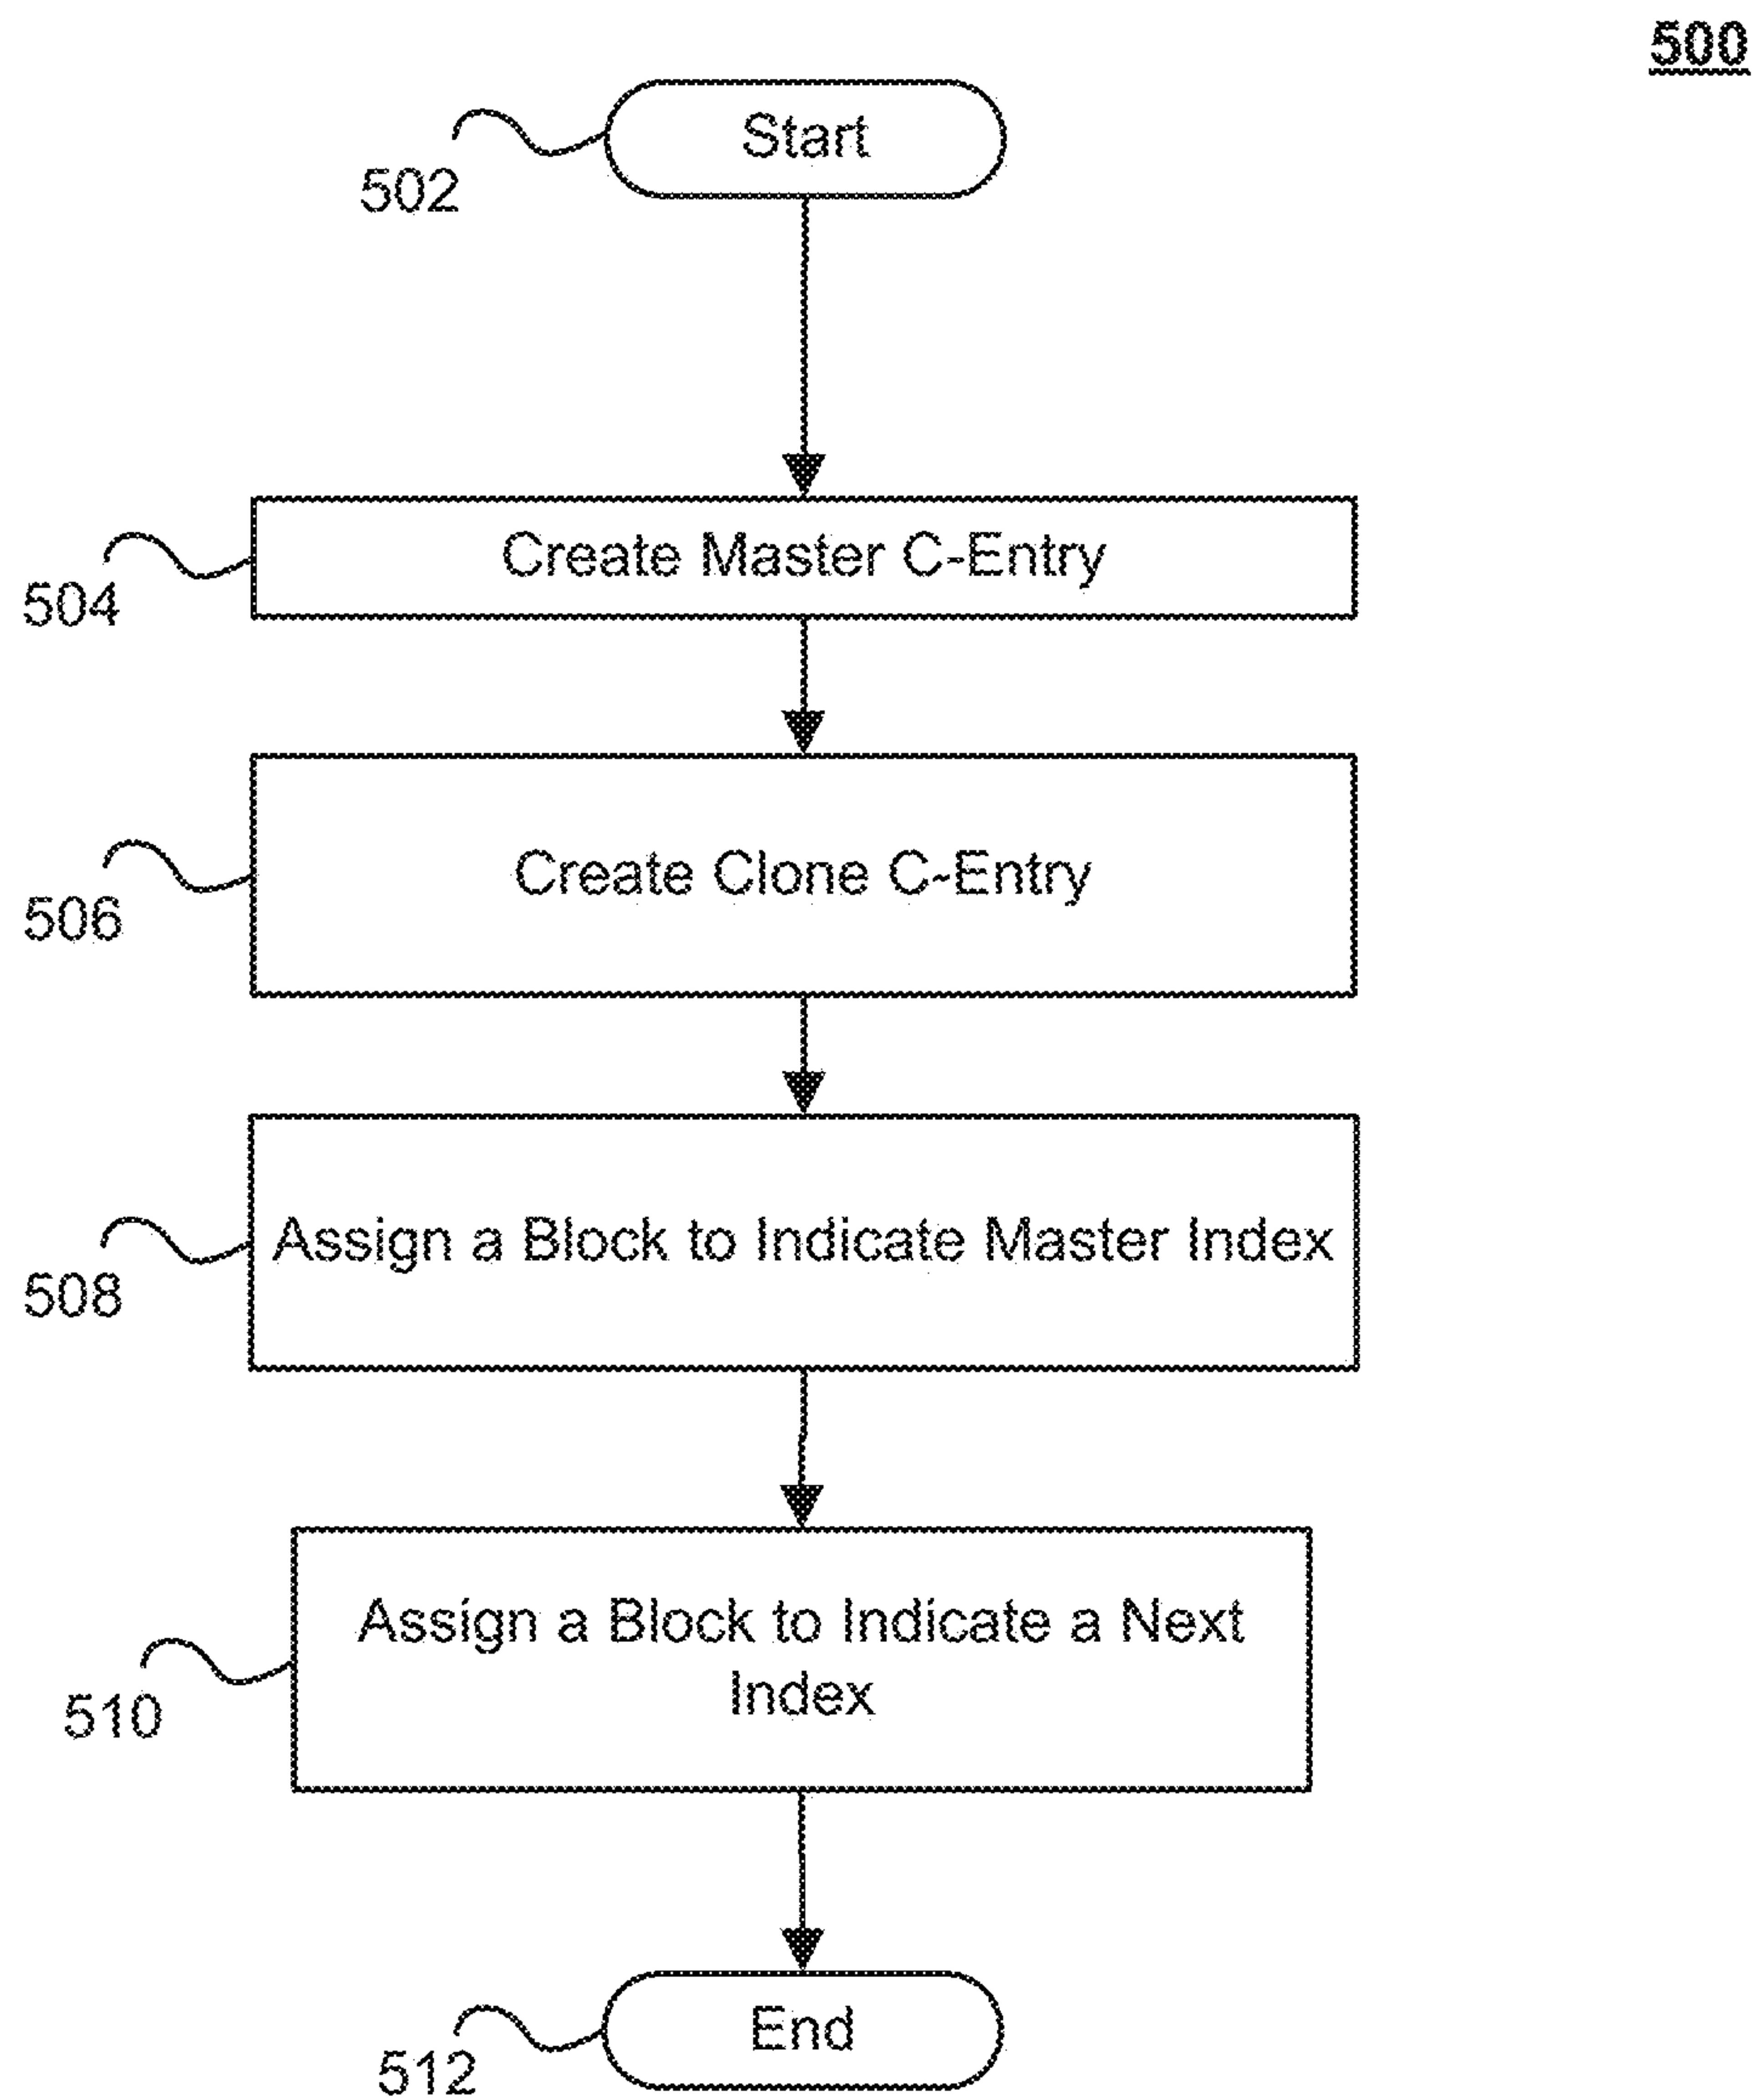 500
Start
502
Create Master C-Entry
504
Create Clone C-Entry
506
Assign a Block to Indicate Master Index
508
Assign a Block to Indicate a Next
Index
510
End
512